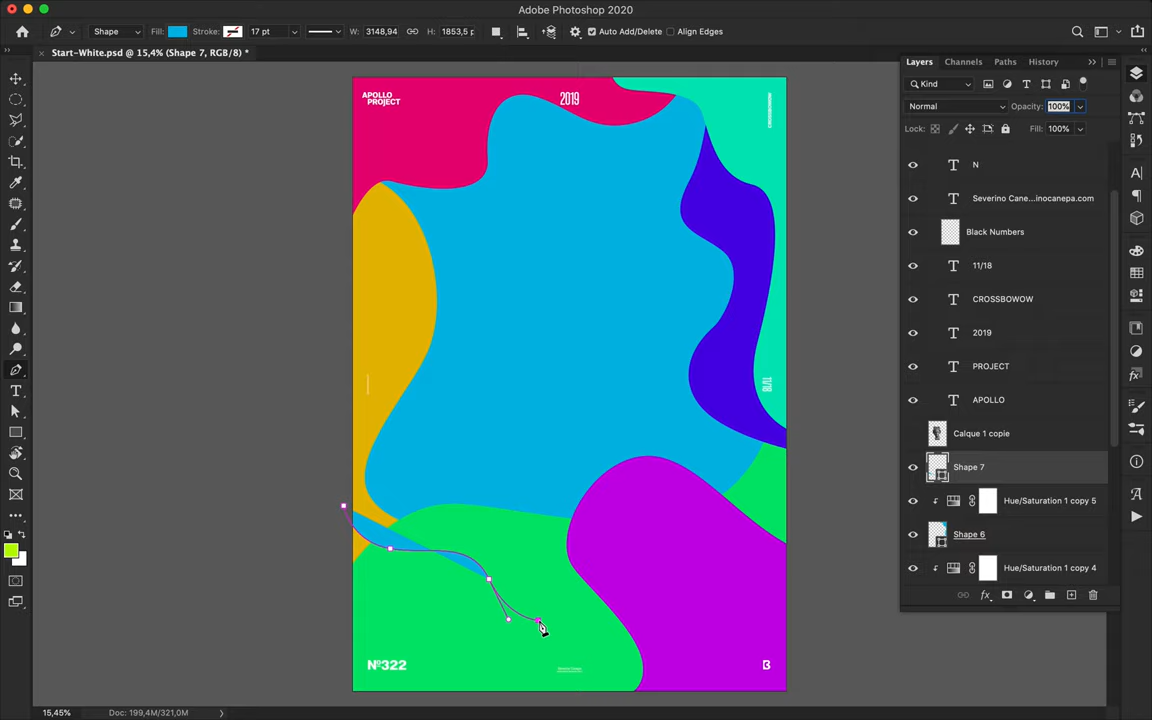 Adobe Photoshop 2020
Shape
Fill:
Stroke:
17 pt
W: 3148,94
H: 1853,5
Auto Add/Delete
Align Edges
× Start-White.psd @ 15,4% (Shape 7, RGB/8) *
Layers
Channels
Paths
History
Kind
Normal
Opacity: 100%
Lock:
Fill: 100%
N
Severino Cane...inocanepa.com
Black Numbers
11/18
CROSSBOWOW
2019
PROJECT
APOLLO
Calque 1 copie
Shape 7
Hue/Saturation 1 copy 5
Shape 6
Hue/Saturation 1 copy 4
APOLLO
PROJECT
2019
CROSSBOWOW
11/18
Nº322
B
15,45%
Doc: 199,4M/321,0M